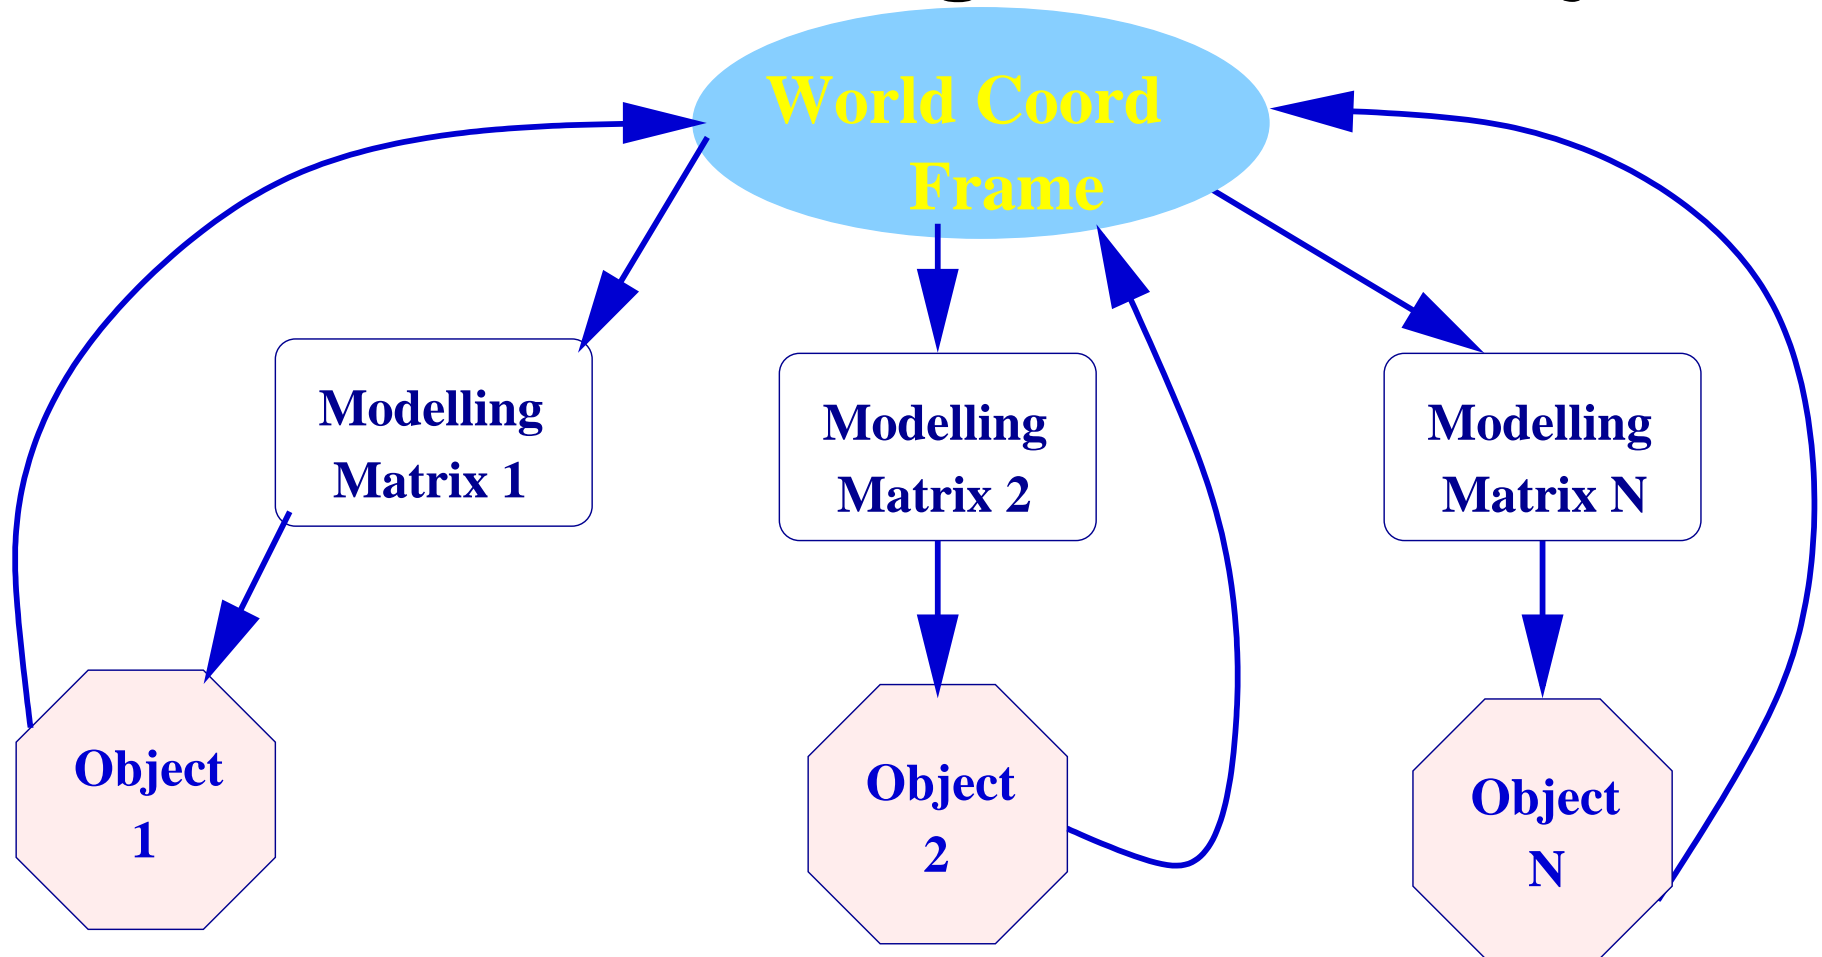 World Coord
Frame
Modelling
Matrix 1
Modelling
Matrix 2
Modelling
Matrix N
Object
1
Object
2
Object
N